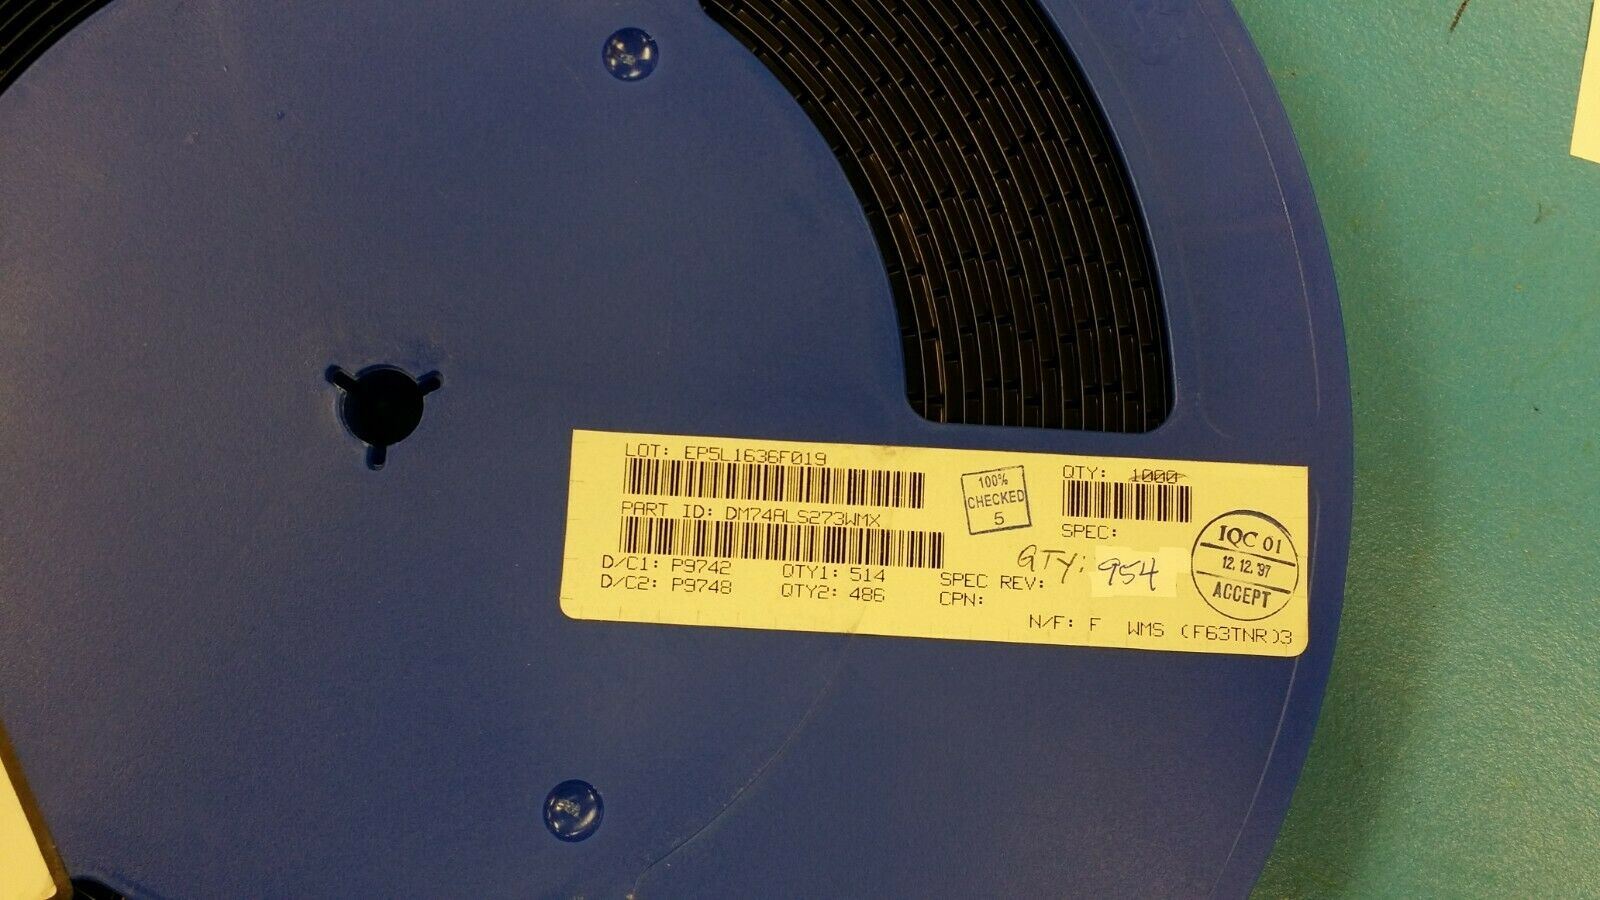 LOT: EP5L1636F019
100%
CHECKED
5
QTY: 1000
PART ID: DM74ALS273WMX
SPEC:
IQC 01
12.12.'97
ACCEPT
D/C1: P9742 QTY1: 514
D/C2: P9748 QTY2: 486
SPEC REV:
QTY: 954
CPN:
N/F: F WMS (F63TNR)3